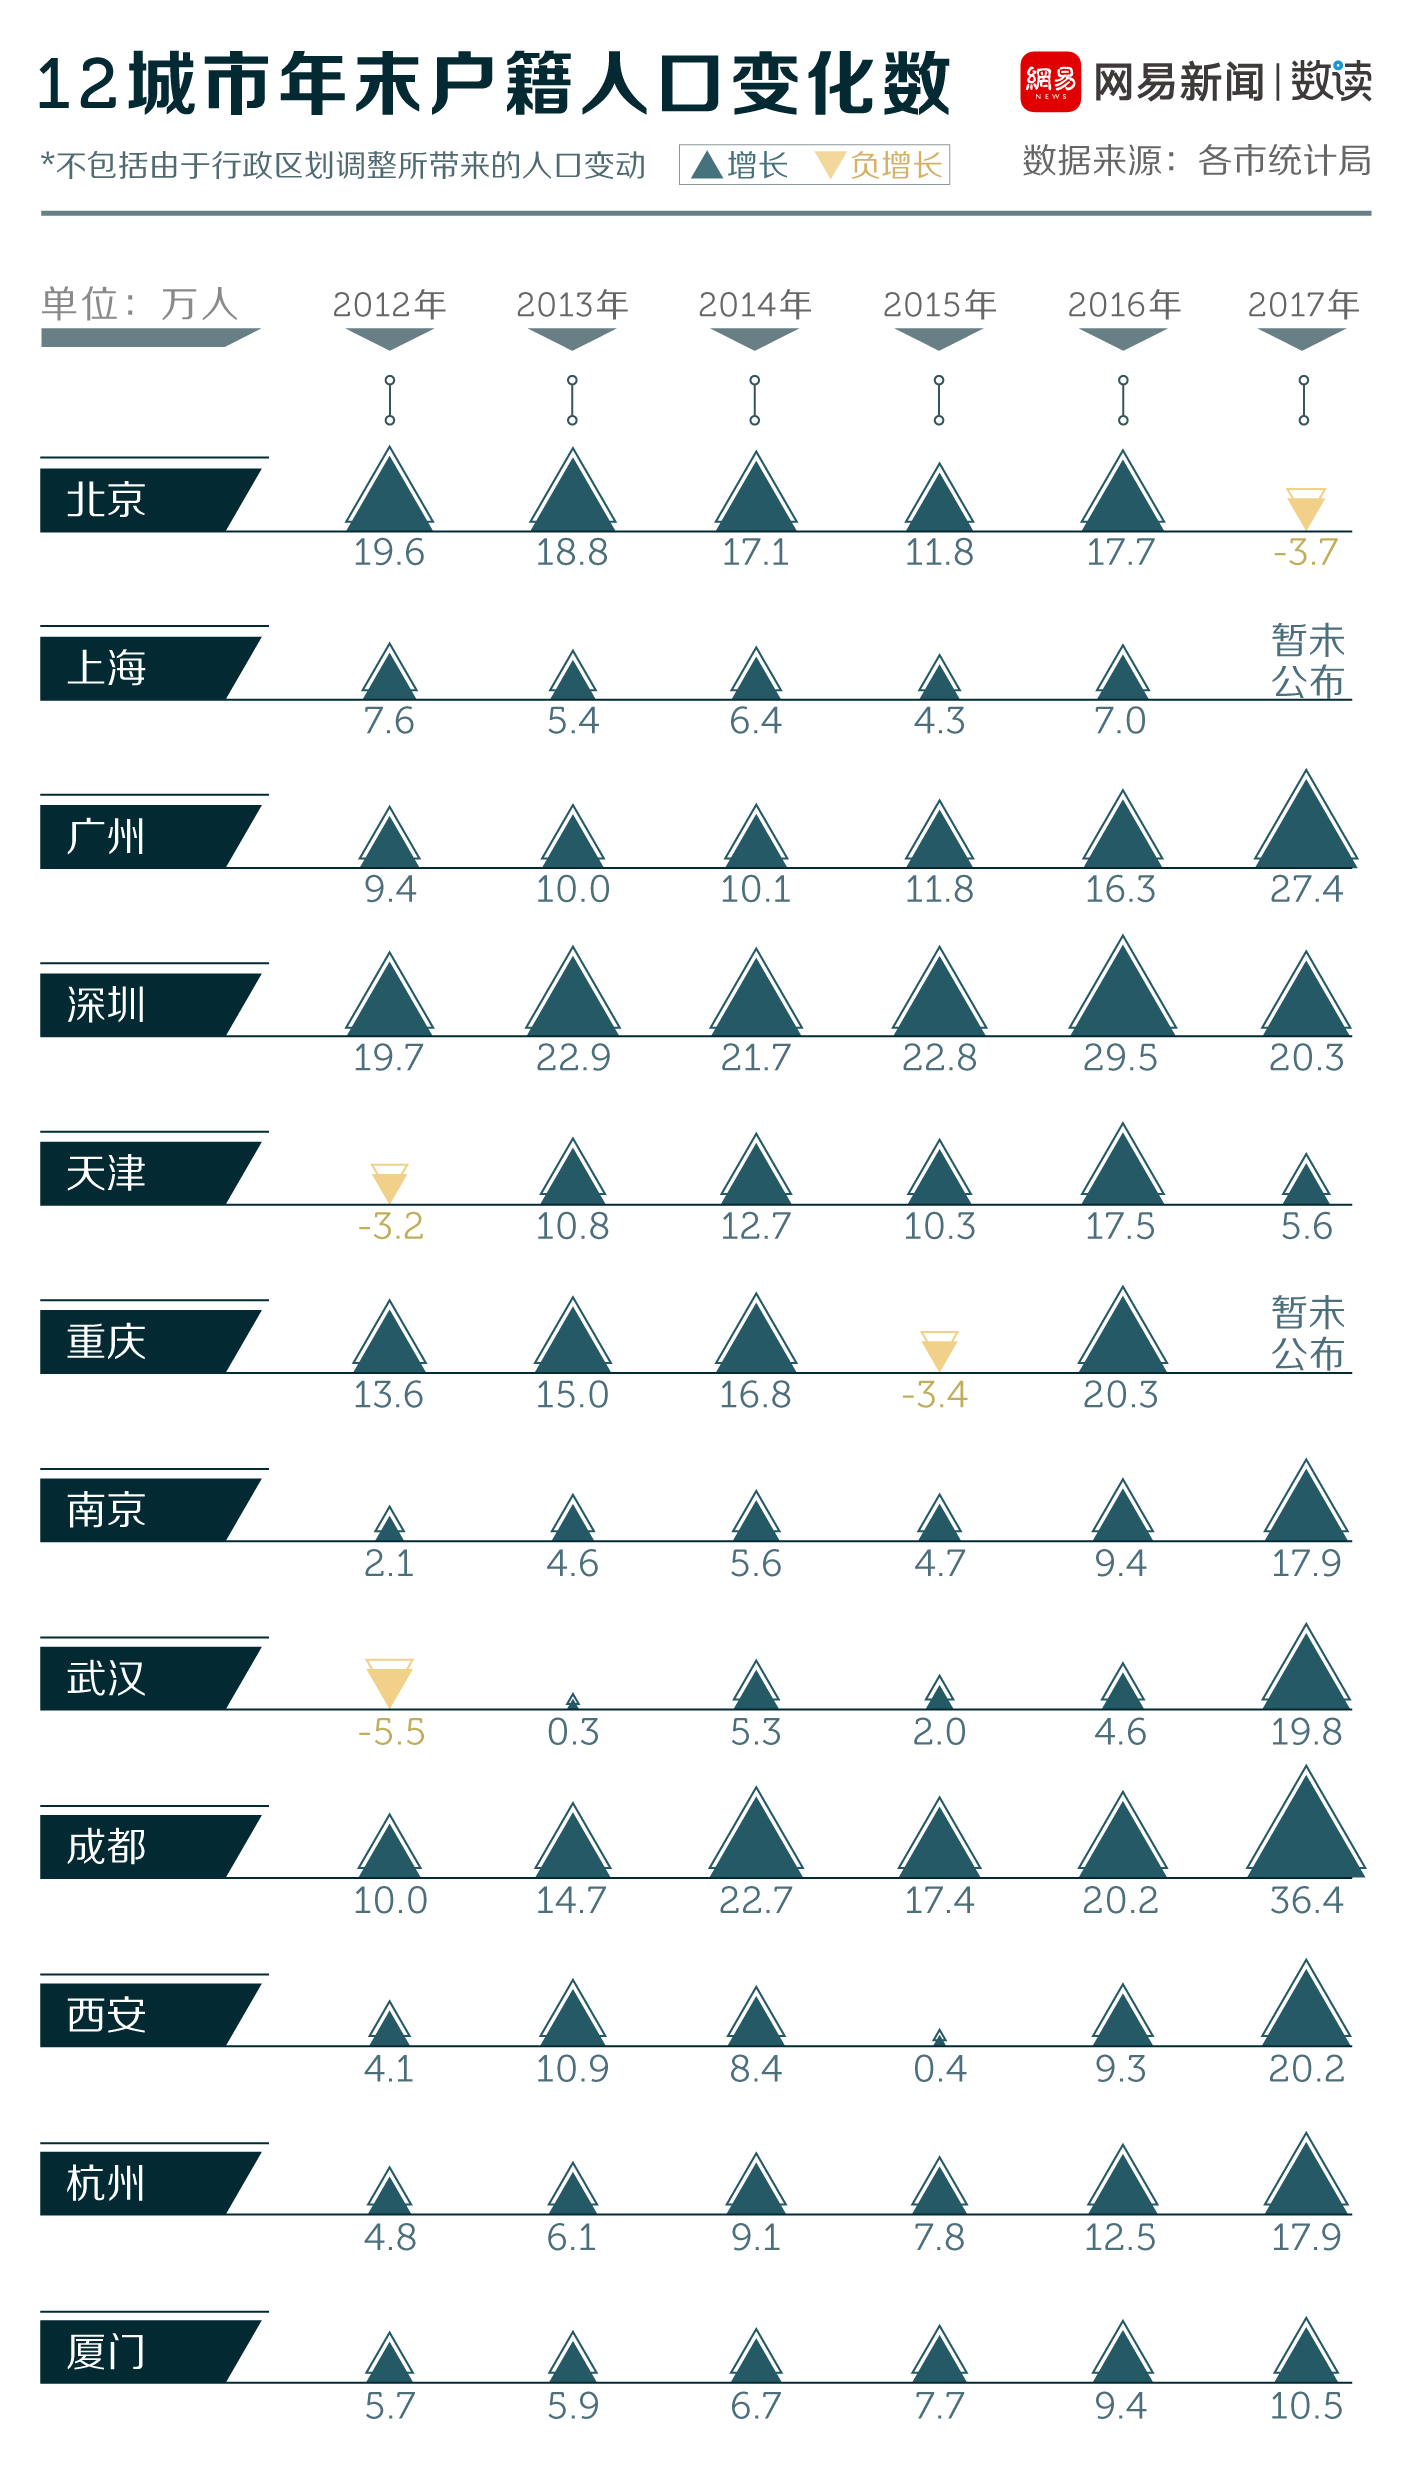 12城市年末户籍人口变化数
網易
NEWS
网易新闻|数读
*不包括由于行政区划调整所带来的人口变动
增长 负增长
数据来源：各市统计局
单位：万人 2012年 2013年 2014年 2015年 2016年 2017年
北京
19.6 18.8 17.1 11.8 17.7 -3.7
上海 暂未
公布
7.6 5.4 6.4 4.3 7.0
广州
9.4 10.0 10.1 11.8 16.3 27.4
深圳
19.7 22.9 21.7 22.8 29.5 20.3
天津
-3.2 10.8 12.7 10.3 17.5 5.6
重庆 暂未
公布
13.6 15.0 16.8 -3.4 20.3
南京
2.1 4.6 5.6 4.7 9.4 17.9
武汉
-5.5 0.3 5.3 2.0 4.6 19.8
成都
10.0 14.7 22.7 17.4 20.2 36.4
西安
4.1 10.9 8.4 0.4 9.3 20.2
杭州
4.8 6.1 9.1 7.8 12.5 17.9
厦门
5.7 5.9 6.7 7.7 9.4 10.5